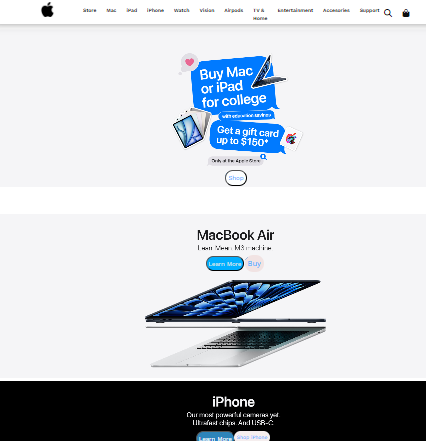 Store Mac iPad iPhone Watch Vision Airpods TV & Home Entertainment Accesories Support
Buy Mac
or iPad
for college
with education savings
Get a gift card
up to $150*
Only at the Apple Store
Shop
MacBook Air
Lean. Mean. M3 machine.
Learn More Buy
iPhone
Our most powerful cameras yet.
Ultrafast chips. And USB-C.
Learn More Shop iPhone